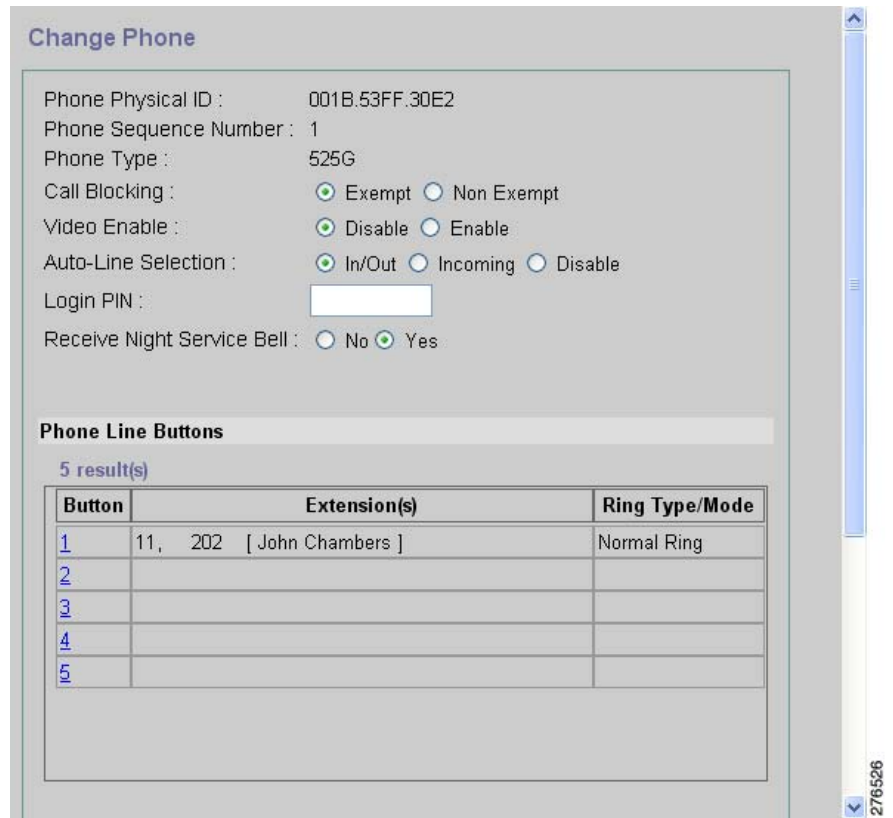 Change Phone
Phone Physical ID : 001B.53FF.30E2
Phone Sequence Number : 1
Phone Type : 525G
Call Blocking : Exempt Non Exempt
Video Enable : Disable Enable
Auto-Line Selection : In/Out Incoming Disable
Login PIN :
Receive Night Service Bell : No Yes
Phone Line Buttons
5 result(s)
Button Extension(s) Ring Type/Mode
1 11, 202 [ John Chambers ] Normal Ring
2
3
4
5
276526